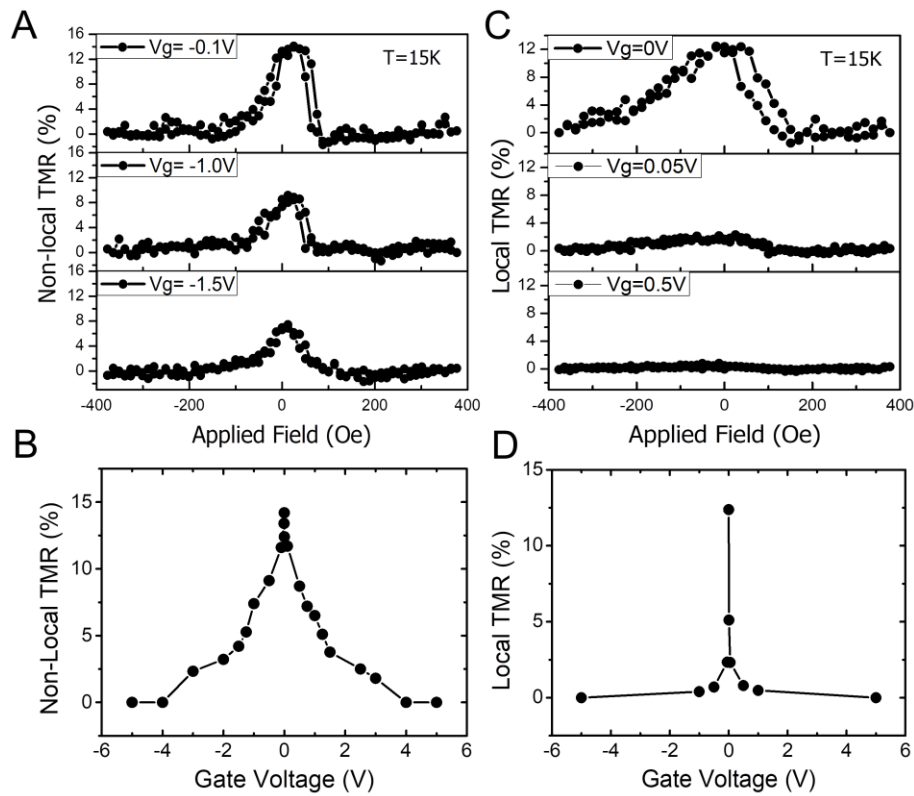 A
Vg= -0.1V
T=15K
Vg= -1.0V
Vg= -1.5V
Non-local TMR (%)
16
12
8
4
0
16
12
8
4
0
16
12
8
4
0
-400 -200 0 200 400
Applied Field (Oe)
C
Vg=0V
T=15K
Vg=0.05V
Vg=0.5V
Local TMR (%)
12
8
4
0
12
8
4
0
12
8
4
0
-400 -200 0 200 400
Applied Field (Oe)
B
Non-Local TMR (%)
15
10
5
0
-6 -4 -2 0 2 4 6
Gate Voltage (V)
D
Local TMR (%)
15
10
5
0
-6 -4 -2 0 2 4 6
Gate Voltage (V)